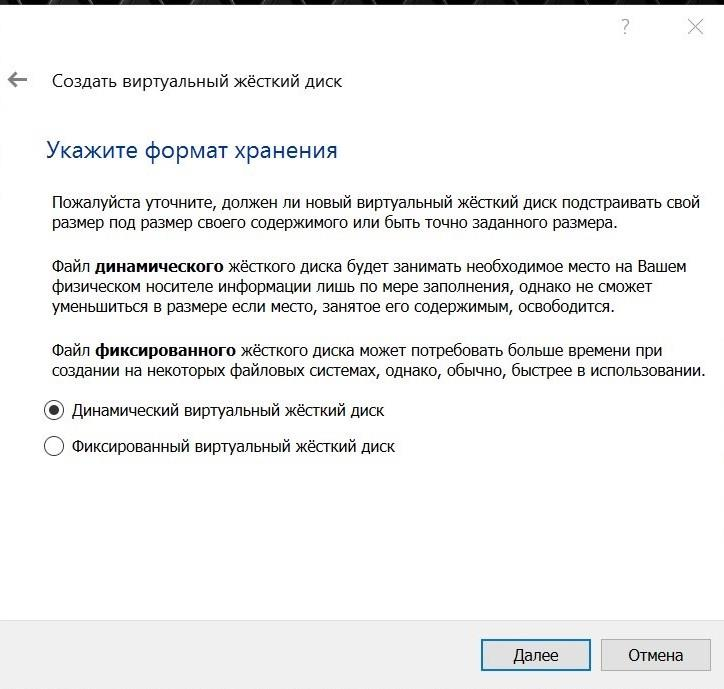 ?
Создать виртуальный жёсткий диск
Укажите формат хранения
Пожалуйста уточните, должен ли новый виртуальный жёсткий диск подстраивать свой
размер под размер своего содержимого или быть точно заданного размера.
Файл динамического жёсткого диска будет занимать необходимое место на Вашем
физическом носителе информации лишь по мере заполнения, однако не сможет
уменьшиться в размере если место, занятое его содержимым, освободится.
Файл фиксированного жёсткого диска может потребовать больше времени при
создании на некоторых файловых системах, однако, обычно, быстрее в использовании.
Динамический виртуальный жёсткий диск
Фиксированный виртуальный жёсткий диск
Далее
Отмена